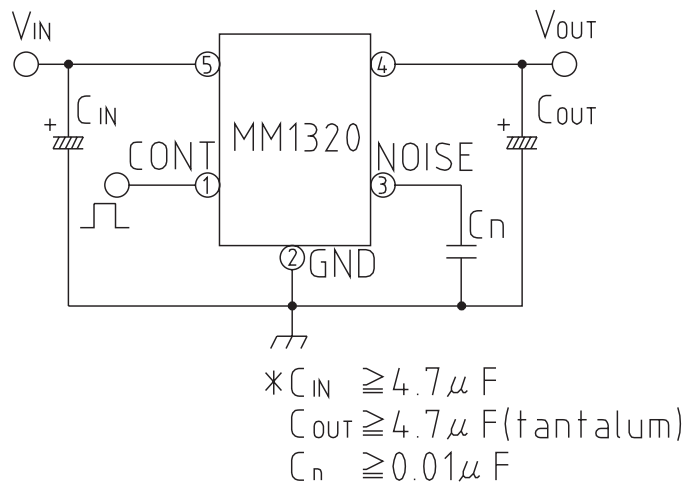 VIN
VOUT
5
4
+ CIN
+ COUT
MM1320
CONT
NOISE
1
3
Cn
2 GND
*CIN ≧4.7μF
COUT ≧4.7μF(tantalum)
Cn ≧0.01μF